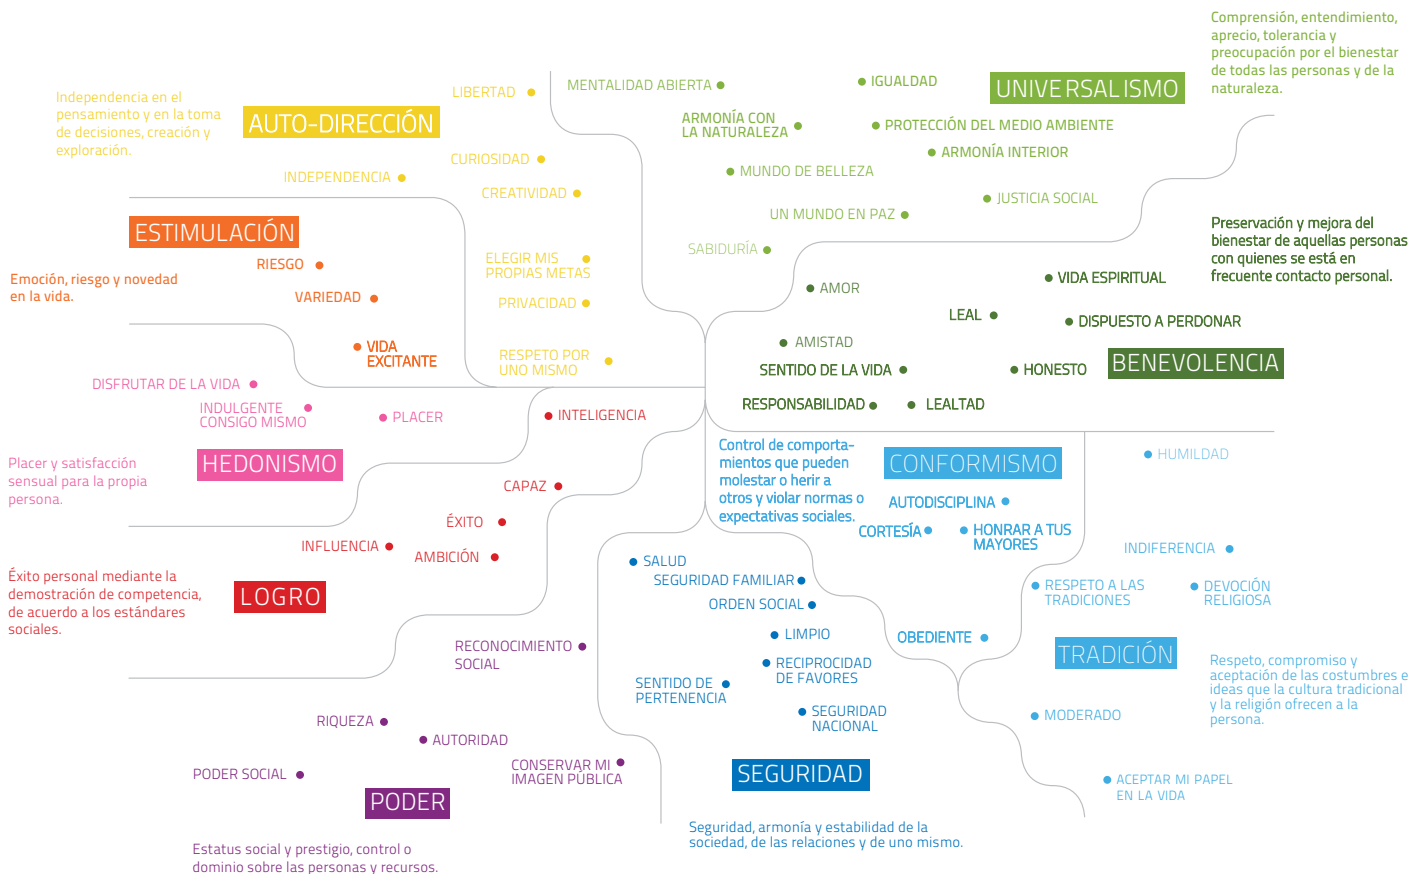 Independencia en el
pensamiento y en la toma
de decisiones, creación y
exploración.
AUTO-DIRECCIÓN
LIBERTAD
CURIOSIDAD
INDEPENDENCIA
CREATIVIDAD
ELEGIR MIS
PROPIAS METAS
PRIVACIDAD
RESPETO POR
UNO MISMO
MENTALIDAD ABIERTA
IGUALDAD
UNIVERSALISMO
Comprensión, entendimiento,
aprecio, tolerancia y
preocupación por el bienestar
de todas las personas y de la
naturaleza.
ARMONÍA CON
LA NATURALEZA
PROTECCIÓN DEL MEDIO AMBIENTE
ARMONÍA INTERIOR
MUNDO DE BELLEZA
JUSTICIA SOCIAL
UN MUNDO EN PAZ
SABIDURÍA
ESTIMULACIÓN
RIESGO
Emoción, riesgo y novedad
en la vida.
VARIEDAD
VIDA
EXCITANTE
Preservación y mejora del
bienestar de aquellas personas
con quienes se está en
frecuente contacto personal.
VIDA ESPIRITUAL
AMOR
LEAL
DISPUESTO A PERDONAR
AMISTAD
BENEVOLENCIA
SENTIDO DE LA VIDA
HONESTO
RESPONSABILIDAD
LEALTAD
DISFRUTAR DE LA VIDA
INDULGENTE
CONSIGO MISMO
PLACER
HEDONISMO
Placer y satisfacción
sensual para la propia
persona.
INTELIGENCIA
CAPAZ
ÉXITO
INFLUENCIA
AMBICIÓN
Éxito personal mediante la
demostración de competencia,
de acuerdo a los estándares
sociales.
LOGRO
Control de comporta-
mientos que pueden
molestar o herir a
otros y violar normas o
expectativas sociales.
CONFORMISMO
AUTODISCIPLINA
CORTESÍA
HONRAR A TUS
MAYORES
OBEDIENTE
HUMILDAD
INDIFERENCIA
RESPETO A LAS
TRADICIONES
DEVOCIÓN
RELIGIOSA
TRADICIÓN
Respeto, compromiso y
aceptación de las costumbres e
ideas que la cultura tradicional
y la religión ofrecen a la
persona.
MODERADO
ACEPTAR MI PAPEL
EN LA VIDA
SALUD
SEGURIDAD FAMILIAR
ORDEN SOCIAL
LIMPIO
RECIPROCIDAD
DE FAVORES
SENTIDO DE
PERTENENCIA
SEGURIDAD
NACIONAL
SEGURIDAD
Seguridad, armonía y estabilidad de la
sociedad, de las relaciones y de uno mismo.
RECONOCIMIENTO
SOCIAL
RIQUEZA
AUTORIDAD
PODER SOCIAL
CONSERVAR MI
IMAGEN PÚBLICA
PODER
Estatus social y prestigio, control o
dominio sobre las personas y recursos.